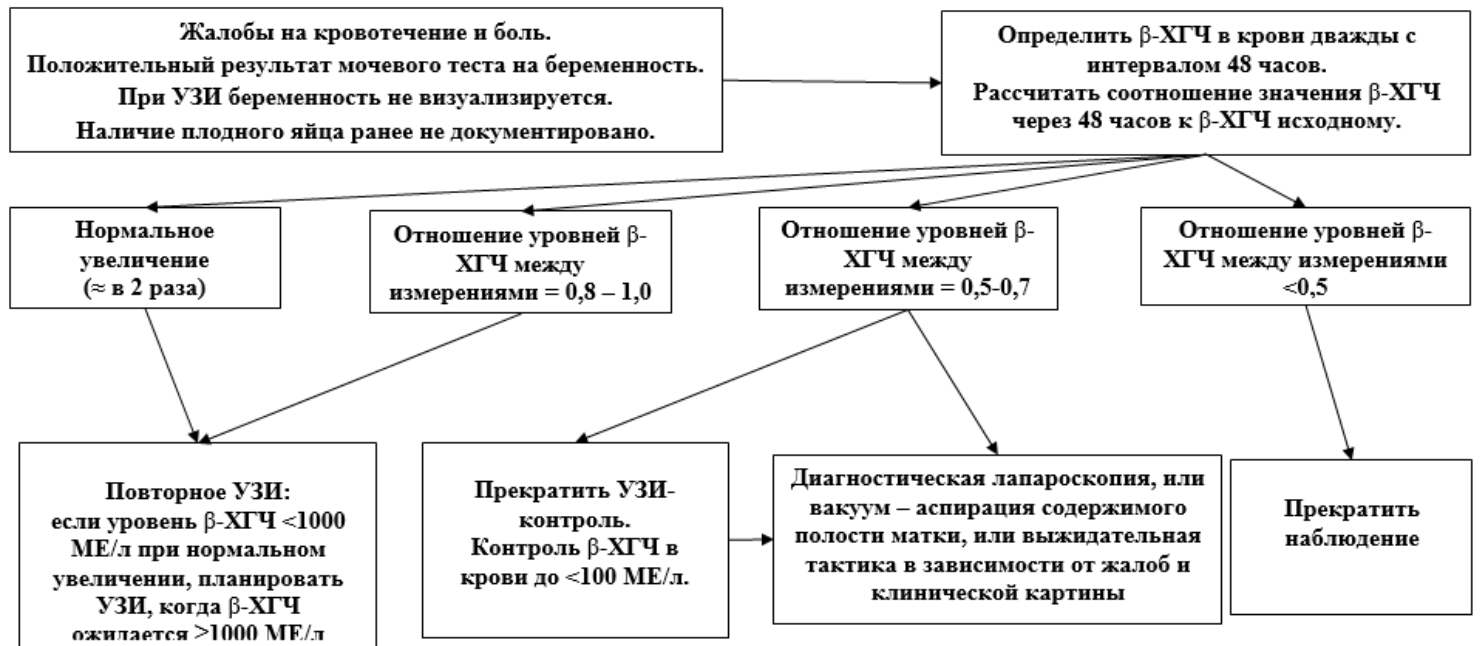 Жалобы на кровотечение и боль.
Положительный результат мочевого теста на беременность.
При УЗИ беременность не визуализируется.
Наличие плодного яйца ранее не документировано.
Определить β-ХГЧ в крови дважды с
интервалом 48 часов.
Рассчитать соотношение значения β-ХГЧ
через 48 часов к β-ХГЧ исходному.
Нормальное
увеличение
(≈ в 2 раза)
Отношение уровней β-
ХГЧ между
измерениями = 0,8 – 1,0
Отношение уровней β-
ХГЧ между
измерениями = 0,5-0,7
Отношение уровней β-
ХГЧ между измерениями
<0,5
Повторное УЗИ:
если уровень β-ХГЧ <1000
МЕ/л при нормальном
увеличении, планировать
УЗИ, когда β-ХГЧ
ожидается >1000 МЕ/л
Прекратить УЗИ-
контроль.
Контроль β-ХГЧ в
крови до <100 МЕ/л.
Диагностическая лапароскопия, или
вакуум – аспирация содержимого
полости матки, или выжидательная
тактика в зависимости от жалоб и
клинической картины
Прекратить
наблюдение